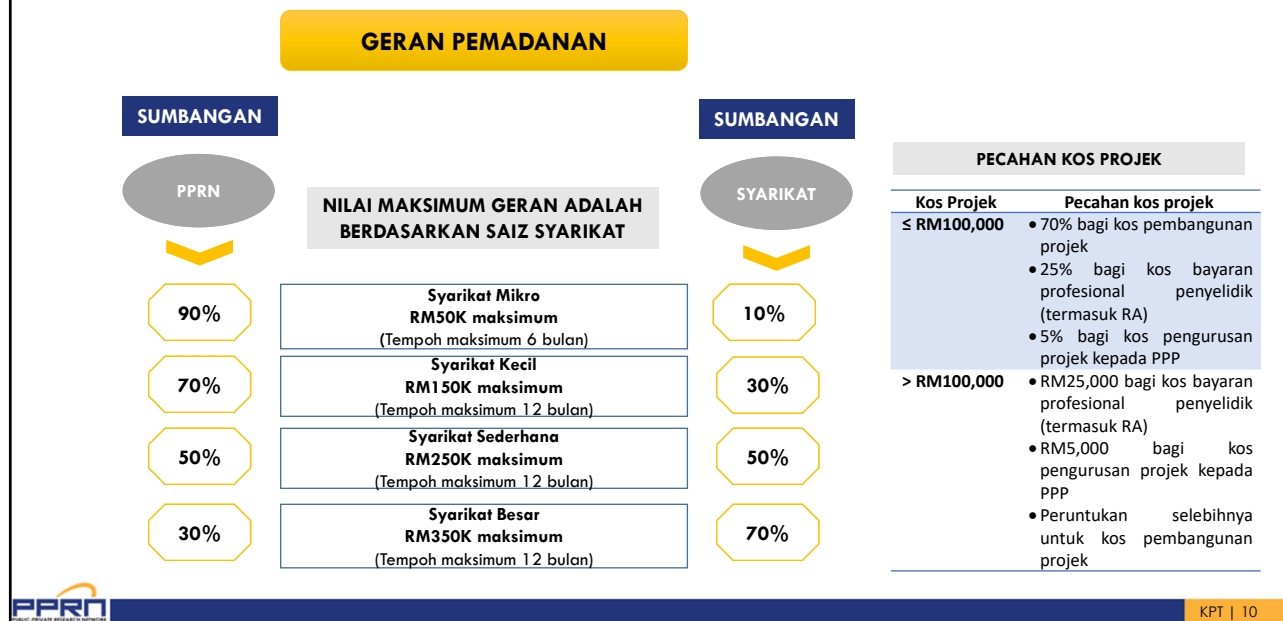 GERAN PEMADANAN
SUMBANGAN
SUMBANGAN
PPRN
SYARIKAT
NILAI MAKSIMUM GERAN ADALAH
BERDASARKAN SAIZ SYARIKAT
90%
Syarikat Mikro
RM50K maksimum
(Tempoh maksimum 6 bulan)
10%
70%
Syarikat Kecil
RM150K maksimum
(Tempoh maksimum 12 bulan)
30%
50%
Syarikat Sederhana
RM250K maksimum
(Tempoh maksimum 12 bulan)
50%
30%
Syarikat Besar
RM350K maksimum
(Tempoh maksimum 12 bulan)
70%
PECAHAN KOS PROJEK
Kos Projek Pecahan kos projek
≤ RM100,000 • 70% bagi kos pembangunan
projek
• 25% bagi kos bayaran
profesional penyelidik
(termasuk RA)
• 5% bagi kos pengurusan
projek kepada PPP
> RM100,000 • RM25,000 bagi kos bayaran
profesional penyelidik
(termasuk RA)
• RM5,000 bagi kos
pengurusan projek kepada
PPP
• Peruntukan selebihnya
untuk kos pembangunan
projek
PPRN
PUBLIC-PRIVATE RESEARCH NETWORK
KPT | 10